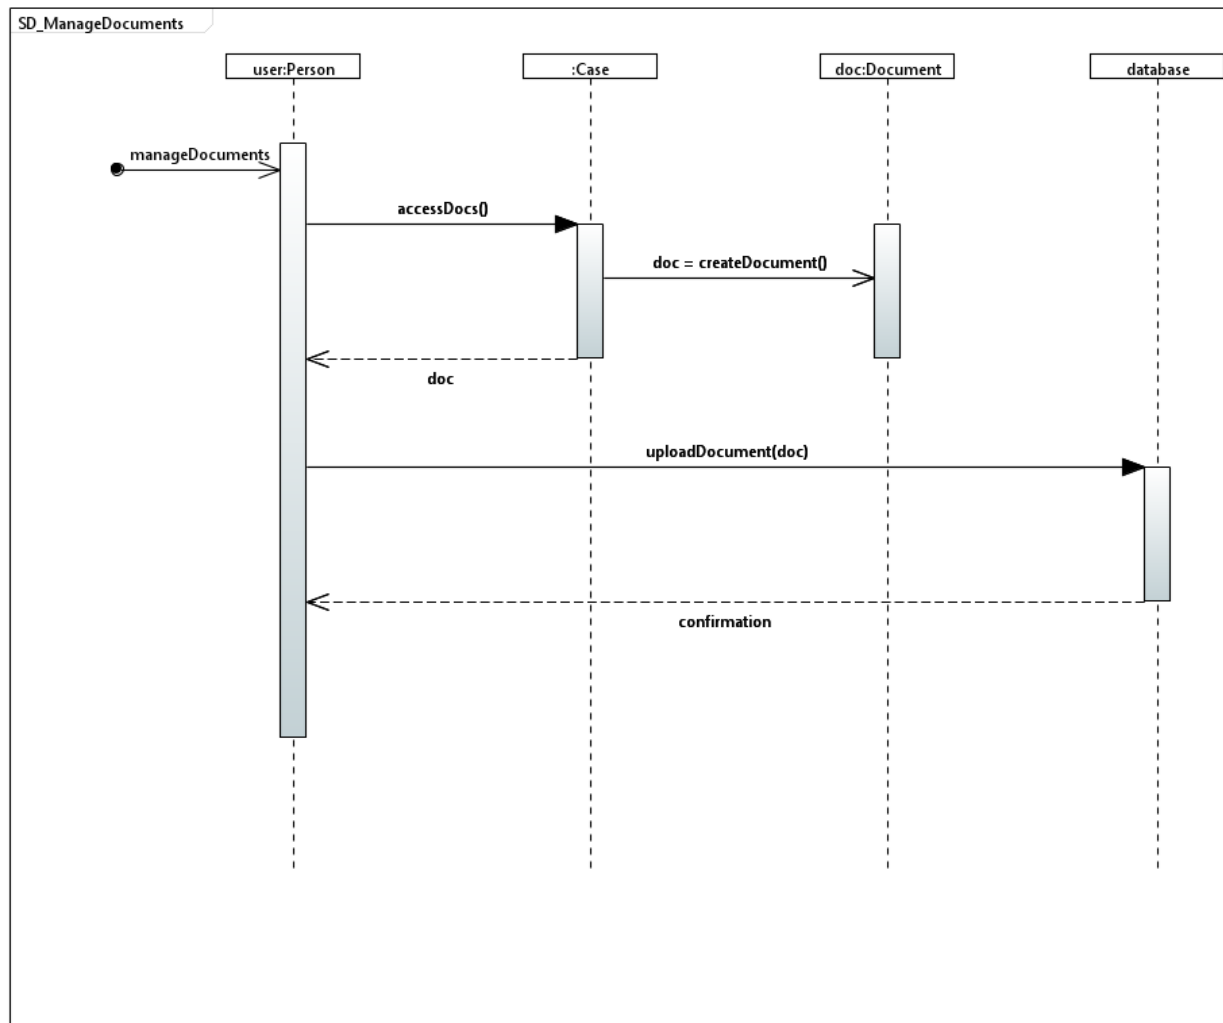 SD_ManageDocuments
user:Person
:Case
doc:Document
database
manageDocuments
accessDocs()
doc = createDocument()
doc
uploadDocument(doc)
confirmation